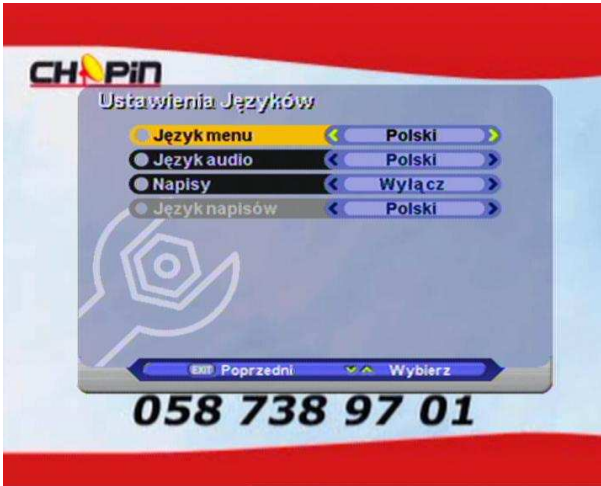 CHOPiN
Ustawienia Języków
Język menu Polski
Język audio Polski
Napisy Wyłącz
Język napisów Polski
EXIT Poprzedni Wybierz
058 738 97 01